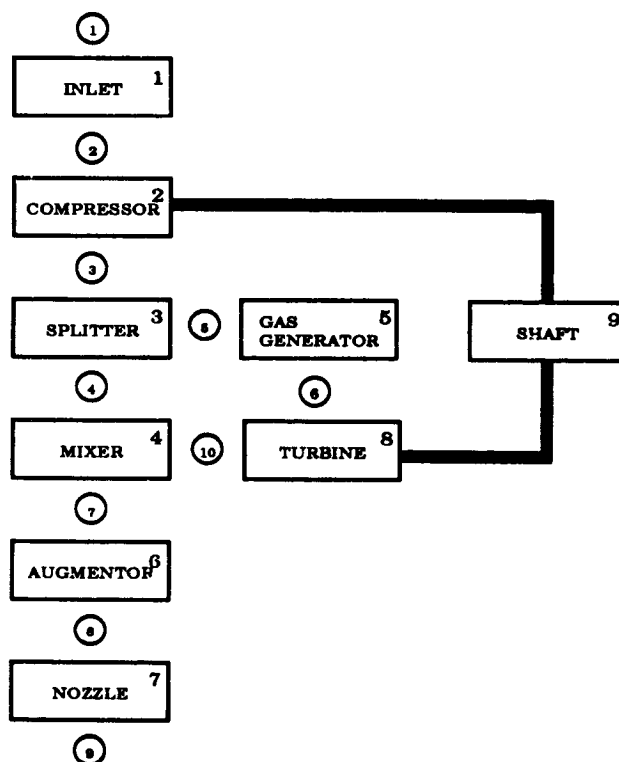 1
INLET 1
2
COMPRESSOR 2
3
SPLITTER 3
5
GAS GENERATOR 5
SHAFT 9
4
6
MIXER 4
10
TURBINE 8
7
AUGMENTOR 6
8
NOZZLE 7
9